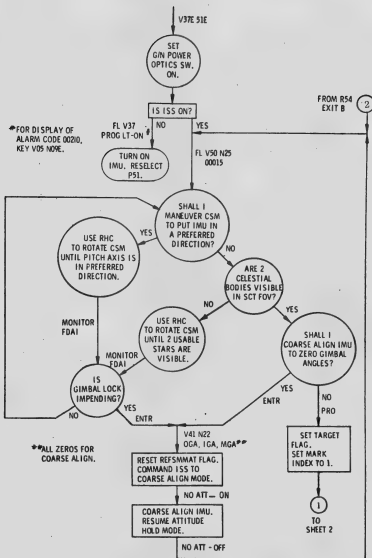 V37E 51E
SET
G/N POWER
OPTICS SW.
ON.
IS ISS ON?
FROM R54
EXIT B
2
*FOR DISPLAY OF
ALARM CODE 00210,
KEY V05 N09E.
FL V37
PROG LT-ON *
NO
YES
TURN ON
IMU. RESELECT
P51.
FL V50 N25
00015
SHALL I
MANEUVER CSM
TO PUT IMU IN
A PREFERRED
DIRECTION?
YES
NO
USE RHC
TO ROTATE CSM
UNTIL PITCH AXIS IS
IN PREFERRED
DIRECTION.
ARE 2
CELESTIAL
BODIES VISIBLE
IN SCT FOV?
NO
YES
MONITOR
FDAI
USE RHC
TO ROTATE CSM
UNTIL 2 USABLE
STARS ARE
VISIBLE.
MONITOR
FDAI
SHALL I
COARSE ALIGN IMU
TO ZERO GIMBAL
ANGLES?
IS
GIMBAL LOCK
IMPENDING?
NO
YES
ENTR
YES
ENTR
NO
PRO
**ALL ZEROS FOR
COARSE ALIGN.
V41 N22
OGA, IGA, MGA**
RESET REFSMMAT FLAG.
COMMAND ISS TO
COARSE ALIGN MODE.
SET TARGET
FLAG.
SET MARK
INDEX TO 1.
NO ATT - ON
COARSE ALIGN IMU.
RESUME ATTITUDE
HOLD MODE.
1
TO
SHEET 2
NO ATT - OFF